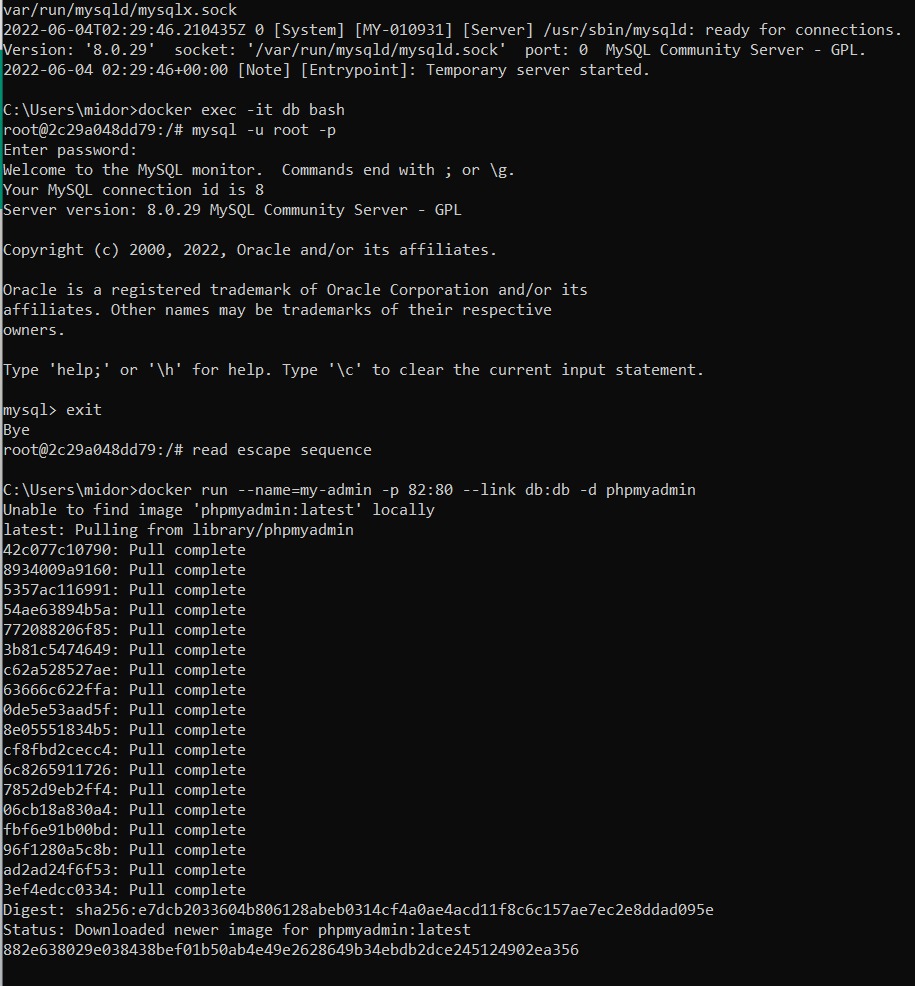 var/run/mysqld/mysqlx.sock
2022-06-04T02:29:46.210435Z 0 [System] [MY-010931] [Server] /usr/sbin/mysqld: ready for connections.
Version: '8.0.29'  socket: '/var/run/mysqld/mysqld.sock'  port: 0  MySQL Community Server - GPL.
2022-06-04 02:29:46+00:00 [Note] [Entrypoint]: Temporary server started.
C:\Users\midor>docker exec -it db bash
root@2c29a048dd79:/# mysql -u root -p
Enter password:
Welcome to the MySQL monitor.  Commands end with ; or \g.
Your MySQL connection id is 8
Server version: 8.0.29 MySQL Community Server - GPL
Copyright (c) 2000, 2022, Oracle and/or its affiliates.
Oracle is a registered trademark of Oracle Corporation and/or its
affiliates. Other names may be trademarks of their respective
owners.
Type 'help;' or '\h' for help. Type '\c' to clear the current input statement.
mysql> exit
Bye
root@2c29a048dd79:/# read escape sequence
C:\Users\midor>docker run --name=my-admin -p 82:80 --link db:db -d phpmyadmin
Unable to find image 'phpmyadmin:latest' locally
latest: Pulling from library/phpmyadmin
42c077c10790: Pull complete
8934009a9160: Pull complete
5357ac116991: Pull complete
54ae63894b5a: Pull complete
772088206f85: Pull complete
3b81c5474649: Pull complete
c62a528527ae: Pull complete
63666c622ffa: Pull complete
0de5e53aad5f: Pull complete
8e05551834b5: Pull complete
cf8fbd2cecc4: Pull complete
6c8265911726: Pull complete
7852d9eb2ff4: Pull complete
06cb18a830a4: Pull complete
fbf6e91b00bd: Pull complete
96f1280a5c8b: Pull complete
ad2ad24f6f53: Pull complete
3ef4edcc0334: Pull complete
Digest: sha256:e7dcb2033604b806128abeb0314cf4a0ae4acd11f8c6c157ae7ec2e8ddad095e
Status: Downloaded newer image for phpmyadmin:latest
882e638029e038438bef01b50ab4e49e2628649b34ebdb2dce245124902ea356